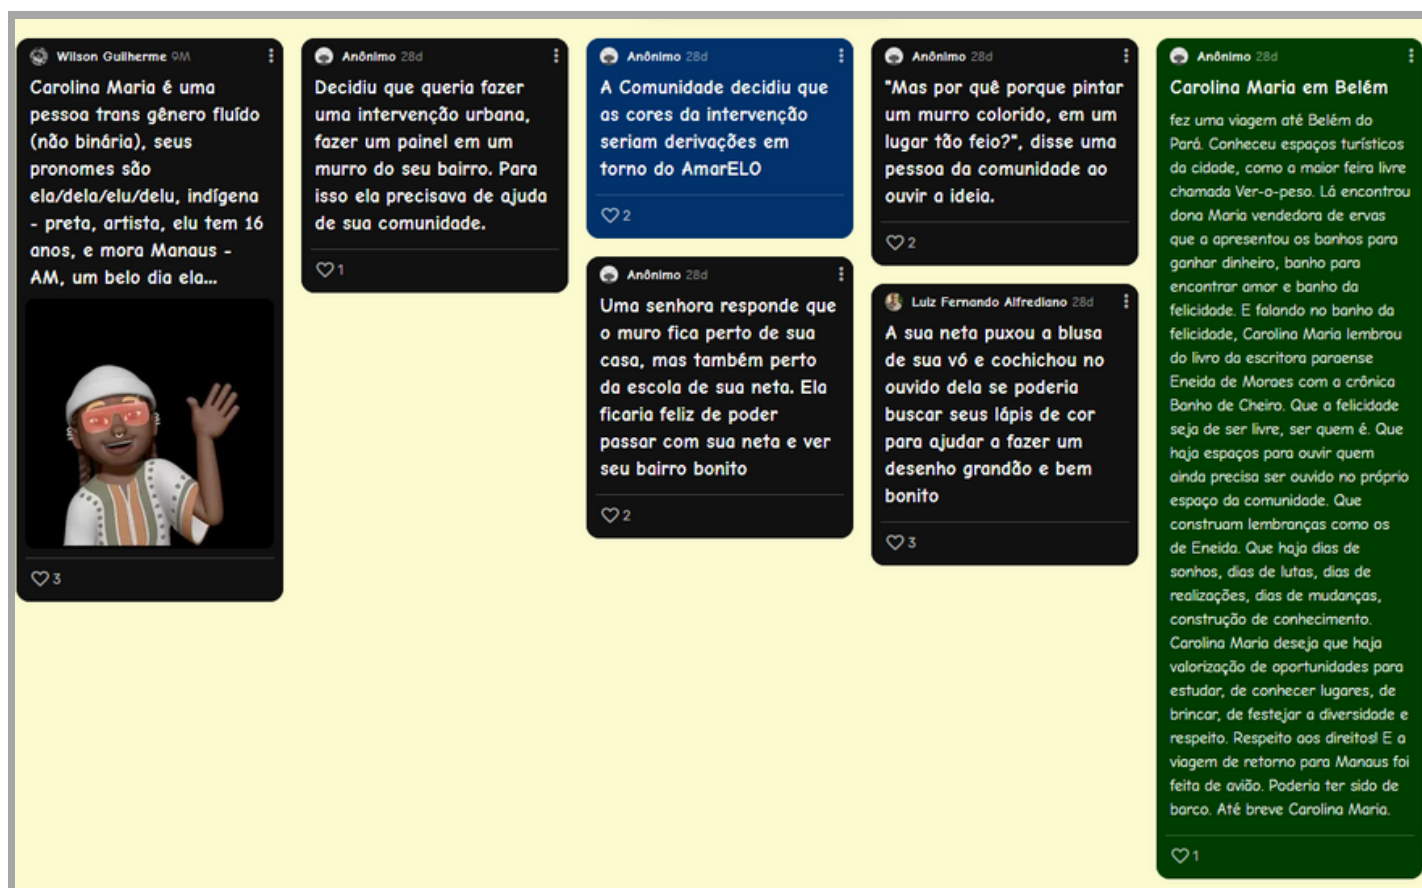 Wilson Guilherme 9M
Carolina Maria é uma
pessoa trans gênero fluído
(não binária), seus
pronomes são
ela/dela/elu/delu, indígena
- preta, artista, elu tem 16
anos, e mora Manaus -
AM, um belo dia ela...
3
Anônimo 28d
Decidiu que queria fazer
uma intervenção urbana,
fazer um painel em um
murro do seu bairro. Para
isso ela precisava de ajuda
de sua comunidade.
1
Anônimo 28d
A Comunidade decidiu que
as cores da intervenção
seriam derivações em
torno do AmarELO
2
Anônimo 28d
Uma senhora responde que
o muro fica perto de sua
casa, mas também perto
da escola de sua neta. Ela
ficaria feliz de poder
passar com sua neta e ver
seu bairro bonito
2
Anônimo 28d
"Mas por quê porque pintar
um murro colorido, em um
lugar tão feio?", disse uma
pessoa da comunidade ao
ouvir a ideia.
2
Luiz Fernando Alfrediano 28d
A sua neta puxou a blusa
de sua vó e cochichou no
ouvido dela se poderia
buscar seus lápis de cor
para ajudar a fazer um
desenho grandão e bem
bonito
3
Anônimo 28d
Carolina Maria em Belém
fez uma viagem até Belém do
Pará. Conheceu espaços turísticos
da cidade, como a maior feira livre
chamada Ver-o-peso. Lá encontrou
dona Maria vendedora de ervas
que a apresentou os banhos para
ganhar dinheiro, banho para
encontrar amor e banho da
felicidade. E falando no banho da
felicidade, Carolina Maria lembrou
do livro da escritora paraense
Eneida de Moraes com a crônica
Banho de Cheiro. Que a felicidade
seja de ser livre, ser quem é. Que
haja espaços para ouvir quem
ainda precisa ser ouvido no próprio
espaço da comunidade. Que
construam lembranças como os
de Eneida. Que haja dias de
sonhos, dias de lutas, dias de
realizações, dias de mudanças,
construção de conhecimento.
Carolina Maria deseja que haja
valorização de oportunidades para
estudar, de conhecer lugares, de
brincar, de festejar a diversidade e
respeito. Respeito aos direitos! E a
viagem de retorno para Manaus foi
feita de avião. Poderia ter sido de
barco. Até breve Carolina Maria.
1